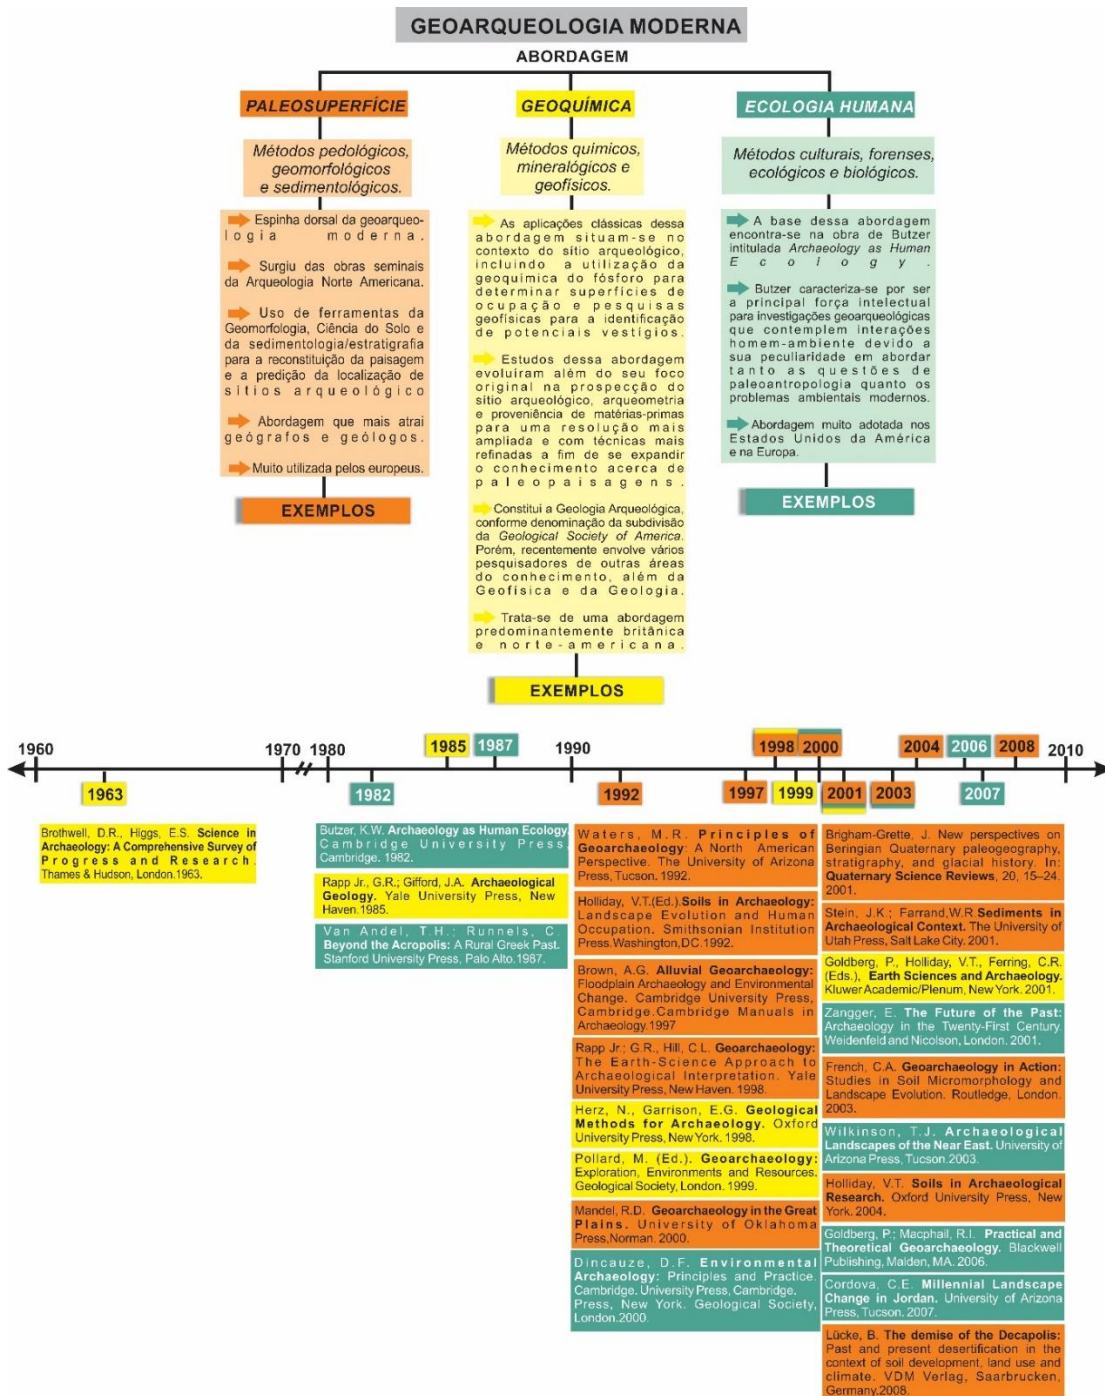 GEOARQUEOLOGIA MODERNA
ABORDAGEM
PALEOSUPERFÍCIE
Métodos pedológicos,
geomorfológicos
e sedimentológicos.
Espinha dorsal da geoarqueo-
logia moderna.
Surgiu das obras seminais
da Arqueologia Norte Americana.
Uso de ferramentas da
Geomorfologia, Ciência do Solo e
da sedimentologia/estratigrafia
para a reconstituição da paisagem
e a predição da localização de
sítios arqueológico
Abordagem que mais atrai
geógrafos e geólogos.
Muito utilizada pelos europeus.
EXEMPLOS
GEOQUÍMICA
Métodos químicos,
mineralógicos e
geofísicos.
As aplicações clássicas dessa
abordagem situam-se no
contexto do sítio arqueológico,
incluindo a utilização da
geoquímica do fósforo para
determinar superfícies de
ocupação e pesquisas
geofísicas para a identificação
de potenciais vestígios.
Estudos dessa abordagem
evoluíram além do seu foco
original na prospecção do
sítio arqueológico, arqueometria
e proveniência de matérias-primas
para uma resolução mais
ampliada e com técnicas mais
refinadas a fim de se expandir
o conhecimento acerca de
paleopaisagens.
Constitui a Geologia Arqueológica,
conforme denominação da subdivisão
da Geological Society of America.
Porém, recentemente envolve vários
pesquisadores de outras áreas
do conhecimento, além da
Geofísica e da Geologia.
Trata-se de uma abordagem
predominantemente britânica
e norte-americana.
EXEMPLOS
ECOLOGIA HUMANA
Métodos culturais, forenses,
ecológicos e biológicos.
A base dessa abordagem
encontra-se na obra de Butzer
intitulada Archaeology as Human
Ecology.
Butzer caracteriza-se por ser
a principal força intelectual
para investigações geoarqueológicas
que contemplem interações
homem-ambiente devido a
sua peculiaridade em abordar
tanto as questões de
paleoantropologia quanto os
problemas ambientais modernos.
Abordagem muito adotada nos
Estados Unidos da América
e na Europa.
EXEMPLOS
1960 1970 1980 1985 1987 1990 1998 2000 2004 2006 2008 2010
1963 1982 1992 1997 1999 2001 2003 2007
Brothwell, D.R., Higgs, E.S. Science in
Archaeology: A Comprehensive Survey of
Progress and Research.
Thames & Hudson, London.1963.
Butzer, K.W. Archaeology as Human Ecology.
Cambridge University Press,
Cambridge. 1982.
Rapp Jr., G.R.; Gifford, J.A. Archaeological
Geology. Yale University Press, New
Haven.1985.
Van Andel, T.H.; Runnels, C
Beyond the Acropolis: A Rural Greek Past.
Stanford University Press, Palo Alto.1987.
Waters, M.R. Principles of
Geoarchaeology: A North American
Perspective. The University of Arizona
Press, Tucson. 1992.
Holliday, V.T.(Ed.).Soils in Archaeology:
Landscape Evolution and Human
Occupation. Smithsonian Institution
Press.Washington,DC.1992.
Brown, A.G. Alluvial Geoarchaeology:
Floodplain Archaeology and Environmental
Change. Cambridge University Press,
Cambridge.Cambridge Manuals in
Archaeology.1997
Rapp Jr.; G.R., Hill, C.L. Geoarchaeology:
The Earth-Science Approach to
Archaeological Interpretation. Yale
University Press, New Haven. 1998.
Herz, N., Garrison, E.G. Geological
Methods for Archaeology. Oxford
University Press, New York. 1998.
Pollard, M. (Ed.). Geoarchaeology:
Exploration, Environments and Resources.
Geological Society, London. 1999.
Mandel, R.D. Geoarchaeology in the Great
Plains. University of Oklahoma
Press,Norman. 2000.
Dincauze, D.F. Environmental
Archaeology: Principles and Practice.
Cambridge. University Press, Cambridge.
Press, New York. Geological Society,
London.2000.
Brigham-Grette, J. New perspectives on
Beringian Quaternary paleogeography,
stratigraphy, and glacial history. In:
Quaternary Science Reviews, 20, 15–24.
2001.
Stein, J.K.; Farrand,W.R.Sediments in
Archaeological Context. The University of
Utah Press, Salt Lake City. 2001.
Goldberg, P., Holliday, V.T., Ferring, C.R.
(Eds.), Earth Sciences and Archaeology.
Kluwer Academic/Plenum, New York. 2001.
Zangger, E. The Future of the Past:
Archaeology in the Twenty-First Century.
Weidenfeld and Nicolson, London. 2001.
French, C.A. Geoarchaeology in Action:
Studies in Soil Micromorphology and
Landscape Evolution. Routledge, London.
2003.
Wilkinson, T.J. Archaeological
Landscapes of the Near East. University of
Arizona Press, Tucson.2003.
Holliday, V.T. Soils in Archaeological
Research. Oxford University Press, New
York. 2004.
Goldberg, P.; Macphail, R.I. Practical and
Theoretical Geoarchaeology. Blackwell
Publishing, Malden, MA. 2006.
Cordova, C.E. Millennial Landscape
Change in Jordan. University of Arizona
Press, Tucson. 2007.
Lücke, B. The demise of the Decapolis:
Past and present desertification in the
context of soil development, land use and
climate. VDM Verlag, Saarbrucken,
Germany.2008.